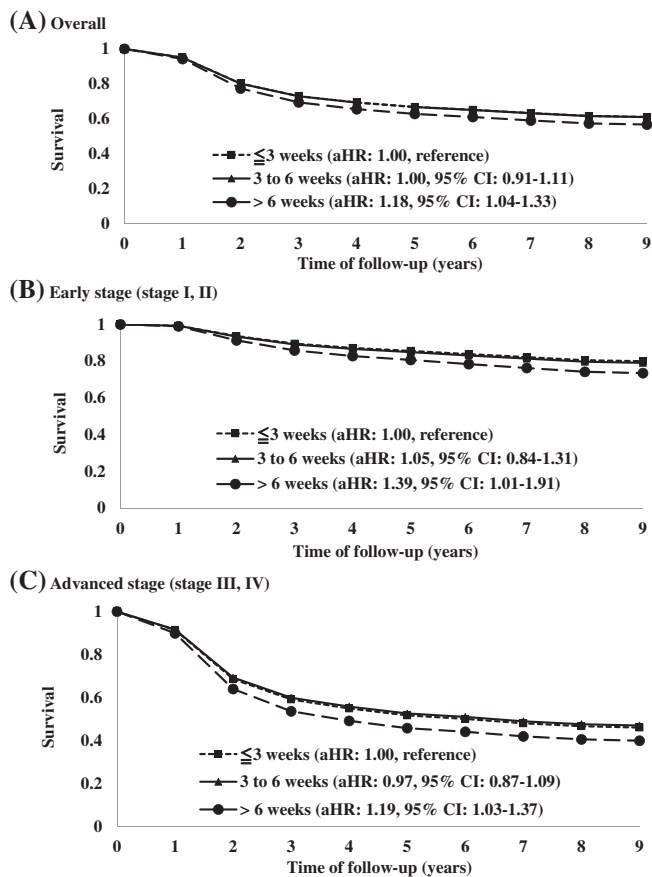 (A) Overall
1
0.8
0.6
0.4
0.2
0
Survival
≦3 weeks (aHR: 1.00, reference)
3 to 6 weeks (aHR: 1.00, 95% CI: 0.91-1.11)
> 6 weeks (aHR: 1.18, 95% CI: 1.04-1.33)
0 1 2 3 4 5 6 7 8 9
Time of follow-up (years)
(B) Early stage (stage I, II)
1
0.8
0.6
0.4
0.2
0
Survival
≦3 weeks (aHR: 1.00, reference)
3 to 6 weeks (aHR: 1.05, 95% CI: 0.84-1.31)
> 6 weeks (aHR: 1.39, 95% CI: 1.01-1.91)
0 1 2 3 4 5 6 7 8 9
Time of follow-up (years)
(C) Advanced stage (stage III, IV)
1
0.8
0.6
0.4
0.2
0
Survival
≦3 weeks (aHR: 1.00, reference)
3 to 6 weeks (aHR: 0.97, 95% CI: 0.87-1.09)
> 6 weeks (aHR: 1.19, 95% CI: 1.03-1.37)
0 1 2 3 4 5 6 7 8 9
Time of follow-up (years)